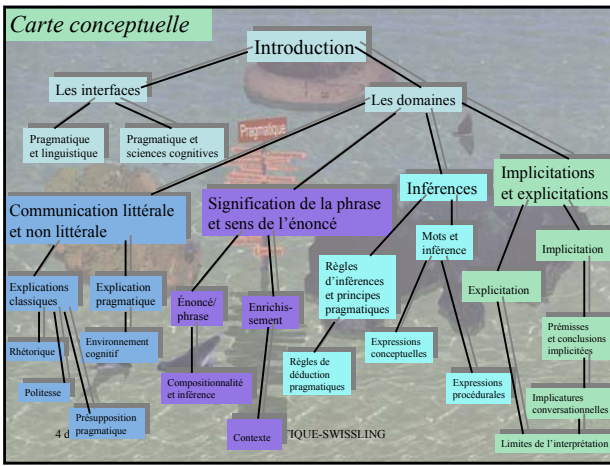 Carte conceptuelle
Introduction
Les interfaces
Les domaines
Pragmatique
et linguistique
Pragmatique et
sciences cognitives
Pragmatique
Communication littérale
et non littérale
Signification de la phrase
et sens de l'énoncé
Inférences
Implicitations
et explicitations
Explications
classiques
Explication
pragmatique
Énoncé/
phrase
Enrichis-
sement
Règles
d'inférences et
principes
pragmatiques
Mots et
inférence
Explicitation
Implicitation
Rhétorique
Environnement
cognitif
Politesse
Présupposition
pragmatique
Compositionnalité
et inférence
Contexte
Règles de
déduction
pragmatiques
Expressions
conceptuelles
Expressions
procédurales
Prémisses
et conclusions
implicitées
Implicatures
conversationnelles
Limites de l'interprétation
4 d
TIQUE-SWISSLING